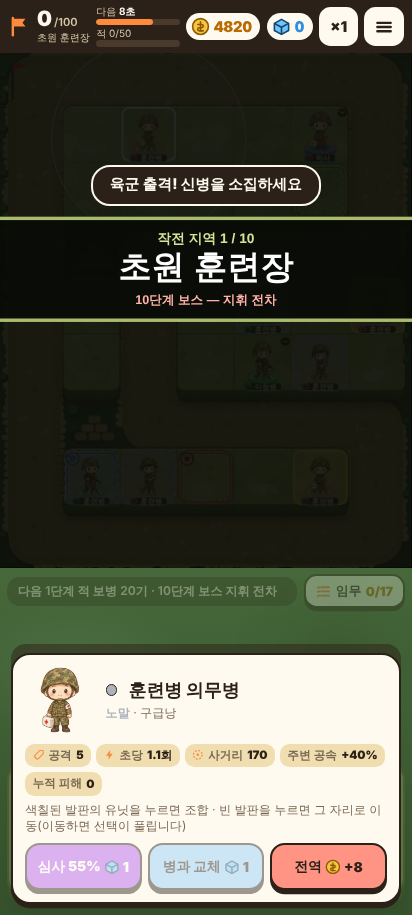 0 /100
초원 훈련장
다음 8초
적 0/50
4820
0
×1
육군 출격! 신병을 소집하세요
작전 지역 1 / 10
초원 훈련장
10단계 보스 — 지휘 전차
다음 1단계 적 보병 20기 · 10단계 보스 지휘 전차
임무 0/17
훈련병 의무병
노말 · 구급낭
공격 5
초당 1.1회
사거리 170
주변 공속 +40%
누적 피해 0
색칠된 발판의 유닛을 누르면 조합 · 빈 발판을 누르면 그 자리로 이
동(이동하면 선택이 풀립니다)
심사 55% 1
병과 교체 1
전역 +8